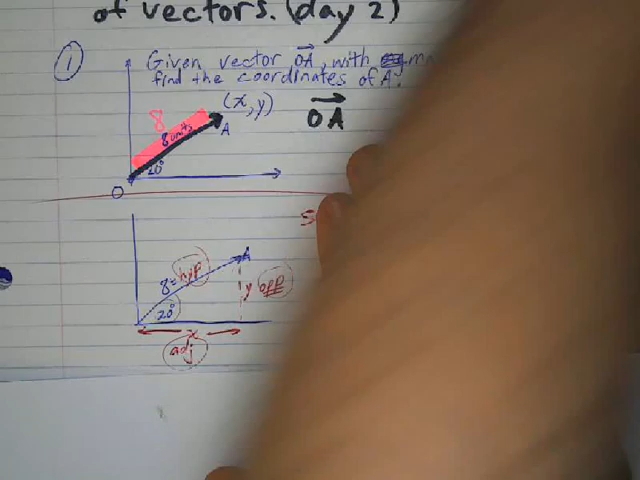 of vectors. (day 2)
① Given vector OA, with
find the coordinates of A.
(x, y)
8
8 units
A
OA
20°
O
S
A
8 = hyp
y opp
20°
x
adj